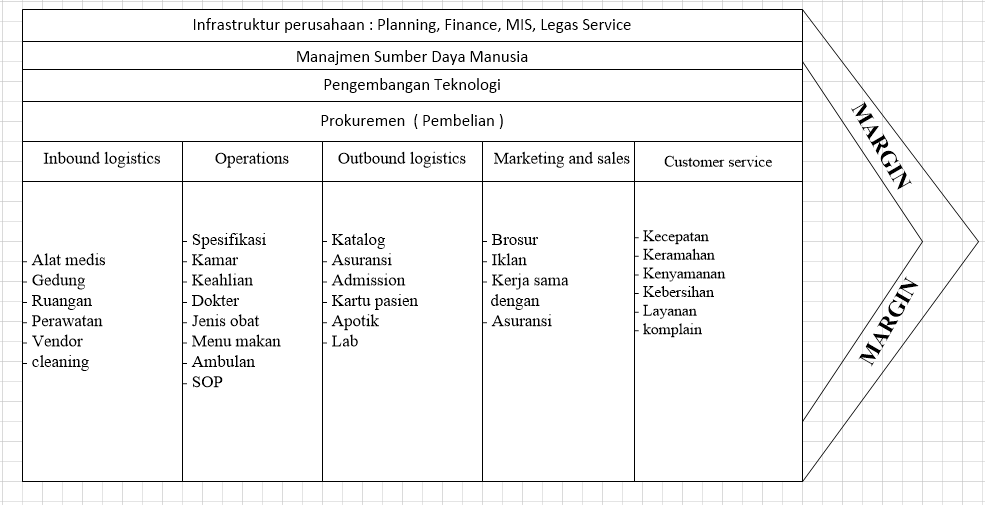 Infrastruktur perusahaan : Planning, Finance, MIS, Legas Service
Manajmen Sumber Daya Manusia
Pengembangan Teknologi
Prokuremen ( Pembelian )
Inbound logistics
Operations
Outbound logistics
Marketing and sales
Customer service
- Alat medis
- Gedung
- Ruangan
- Perawatan
- Vendor
- cleaning
- Spesifikasi
- Kamar
- Keahlian
- Dokter
- Jenis obat
- Menu makan
- Ambulan
- SOP
- Katalog
- Asuransi
- Admission
- Kartu pasien
- Apotik
- Lab
- Brosur
- Iklan
- Kerja sama
dengan
- Asuransi
- Kecepatan
- Keramahan
- Kenyamanan
- Kebersihan
- Layanan
- komplain
MARGIN
MARGIN